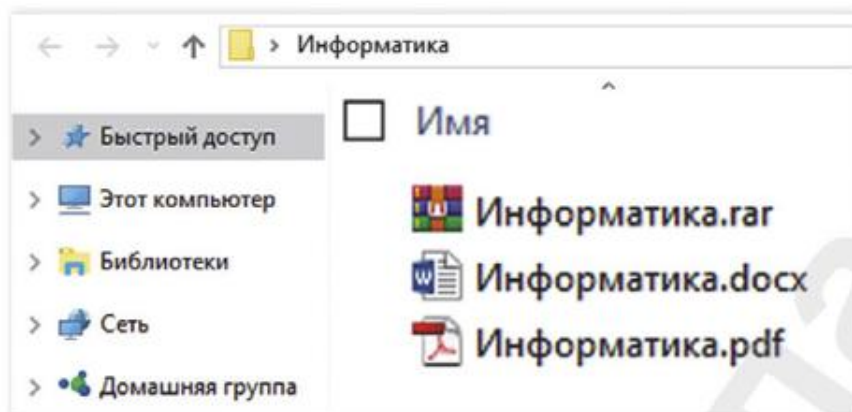 Информатика
Быстрый доступ
Этот компьютер
Библиотеки
Сеть
Домашняя группа
Имя
Информатика.rar
Информатика.docx
Информатика.pdf